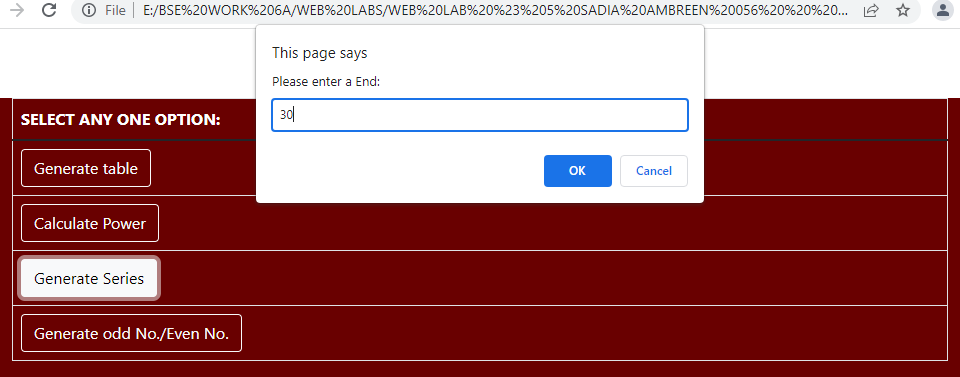 File | E:/BSE%20WORK%206A/WEB%20LABS/WEB%20LAB%20%23%205%20SADIA%20AMBREEN%20056%20%20%20...
This page says
Please enter a End:
30
OK Cancel
SELECT ANY ONE OPTION:
Generate table
Calculate Power
Generate Series
Generate odd No./Even No.